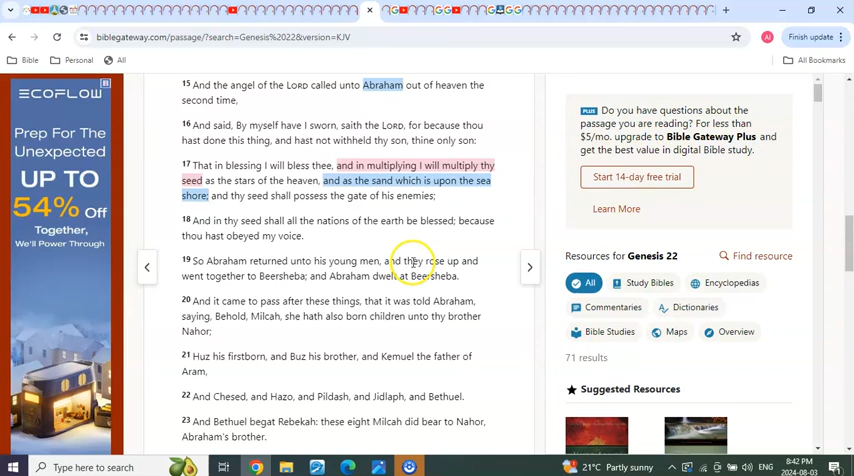 Finish update
biblegateway.com/passage/?search=Genesis%2022&version=KJV
AI
Bible
Personal
All
All Bookmarks
ECOFLOW
Prep For The
Unexpected
UP TO
54% Off
Together,
We'll Power Through
15 And the angel of the LORD called unto Abraham out of heaven the
second time,
16 And said, By myself have I sworn, saith the LORD, for because thou
hast done this thing, and hast not withheld thy son, thine only son:
17 That in blessing I will bless thee, and in multiplying I will multiply thy
seed as the stars of the heaven, and as the sand which is upon the sea
shore; and thy seed shall possess the gate of his enemies;
18 And in thy seed shall all the nations of the earth be blessed; because
thou hast obeyed my voice.
19 So Abraham returned unto his young men, and they rose up and
went together to Beersheba; and Abraham dwelt at Beersheba.
20 And it came to pass after these things, that it was told Abraham,
saying, Behold, Milcah, she hath also born children unto thy brother
Nahor;
21 Huz his firstborn, and Buz his brother, and Kemuel the father of
Aram,
22 And Chesed, and Hazo, and Pildash, and Jidlaph, and Bethuel.
23 And Bethuel begat Rebekah: these eight Milcah did bear to Nahor,
Abraham's brother.
PLUS Do you have questions about the
passage you are reading? For less than
$5/mo. upgrade to Bible Gateway Plus and
get the best value in digital Bible study.
Start 14-day free trial
Learn More
Resources for Genesis 22
Find resource
All
Study Bibles
Encyclopedias
Commentaries
Dictionaries
Bible Studies
Maps
Overview
71 results
Suggested Resources
Type here to search
21°C Partly sunny
ENG
8:42 PM
2024-08-03